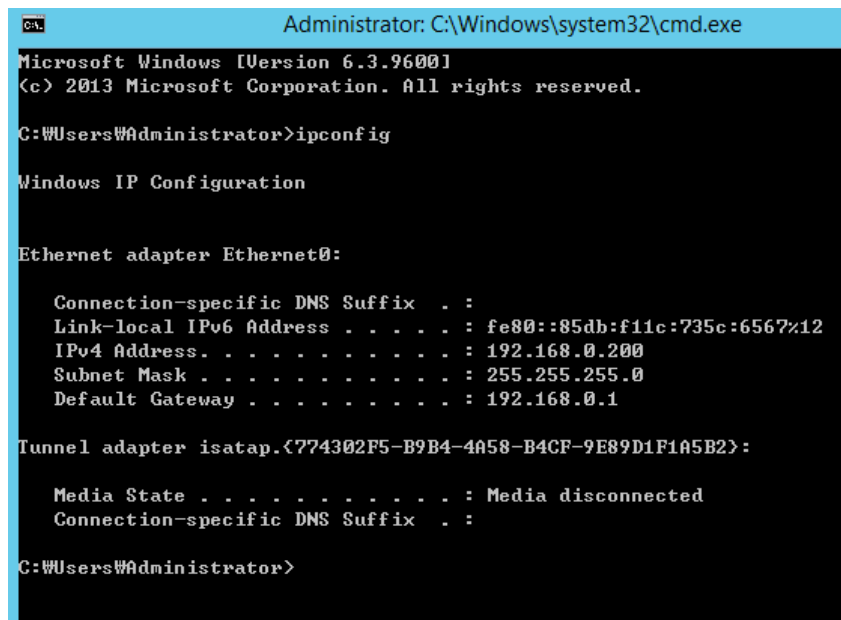 Administrator: C:\Windows\system32\cmd.exe
Microsoft Windows [Version 6.3.9600]
(c) 2013 Microsoft Corporation. All rights reserved.
C:₩Users₩Administrator>ipconfig
Windows IP Configuration
Ethernet adapter Ethernet0:
Connection-specific DNS Suffix . :
Link-local IPv6 Address . . . . . : fe80::85db:f11c:735c:6567%12
IPv4 Address. . . . . . . . . . . : 192.168.0.200
Subnet Mask . . . . . . . . . . . : 255.255.255.0
Default Gateway . . . . . . . . . : 192.168.0.1
Tunnel adapter isatap.{774302F5-B9B4-4A58-B4CF-9E89D1F1A5B2}:
Media State . . . . . . . . . . . : Media disconnected
Connection-specific DNS Suffix . :
C:₩Users₩Administrator>